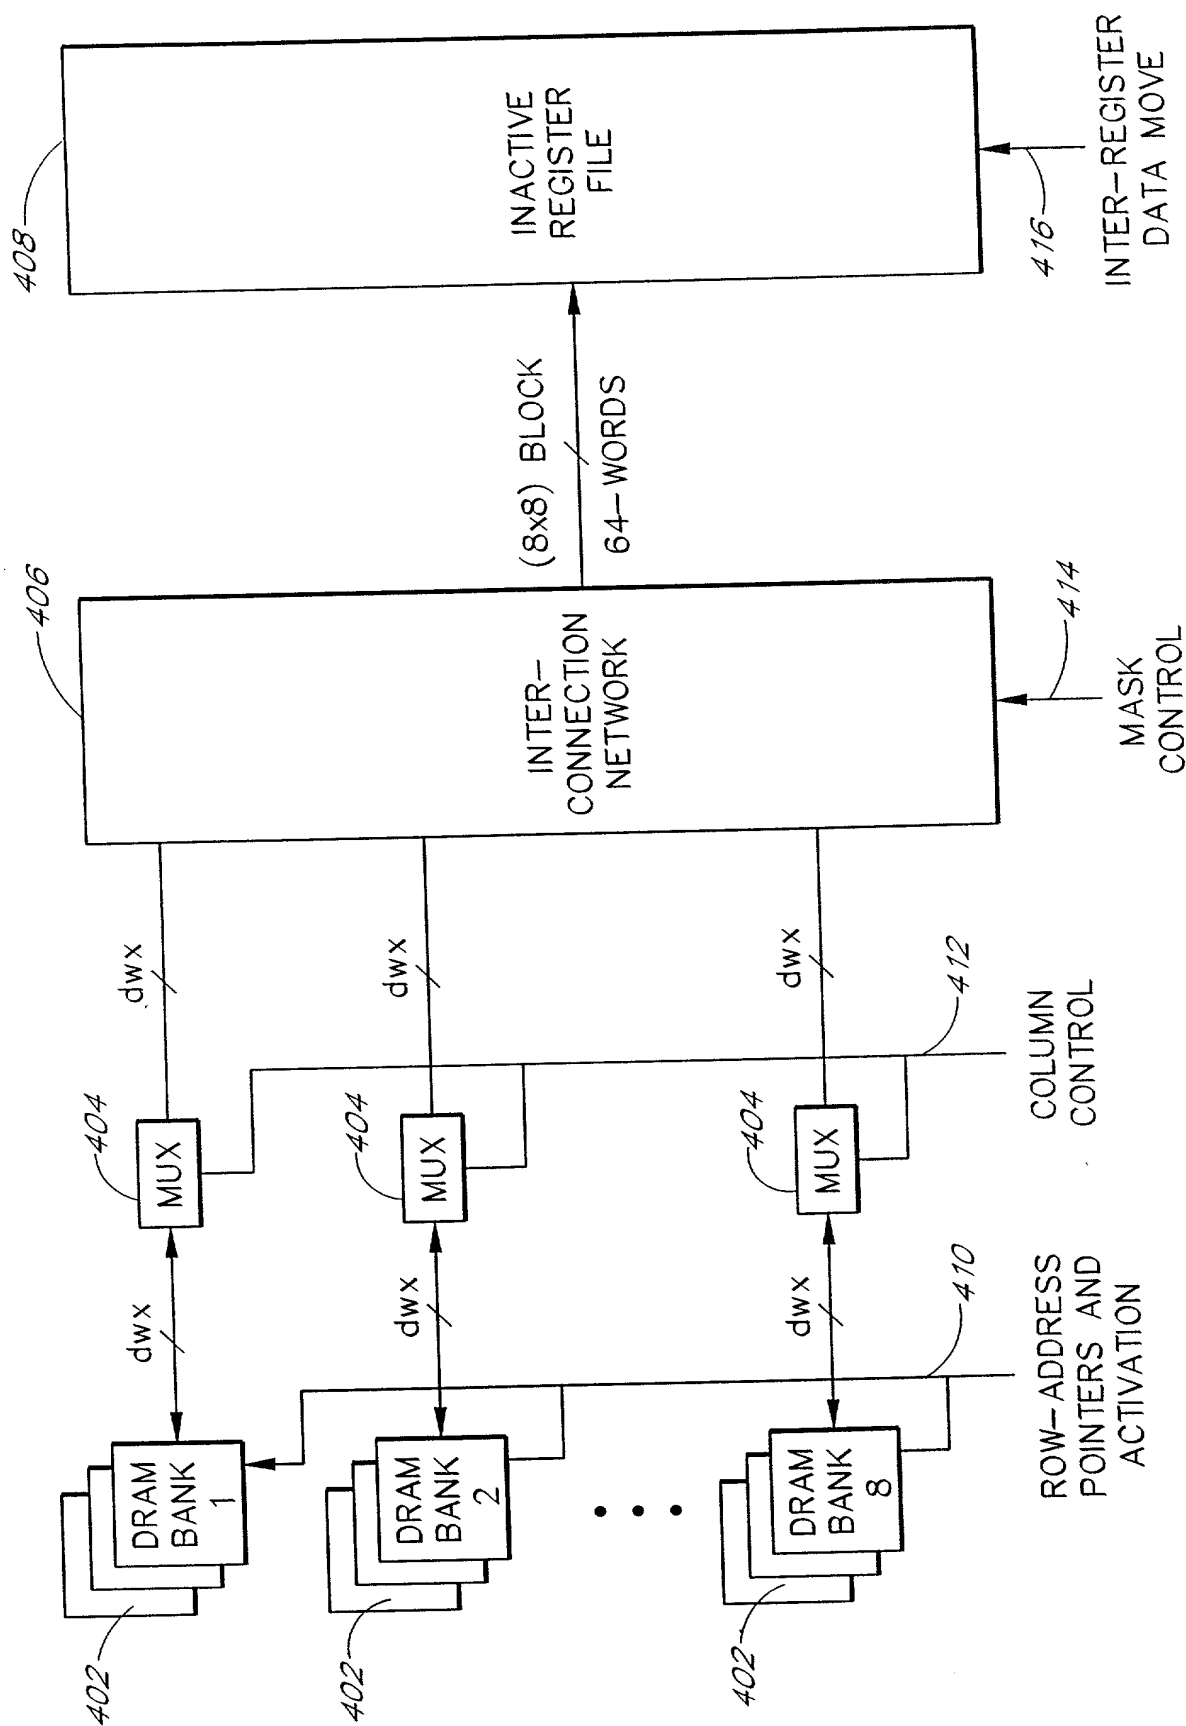 402
DRAM
BANK
1
dwx
404
MUX
dwx
406
408
402
DRAM
BANK
2
dwx
404
MUX
dwx
INTER-
CONNECTION
NETWORK
(8x8) BLOCK
64-WORDS
INACTIVE
REGISTER
FILE
402
DRAM
BANK
8
dwx
404
MUX
dwx
410
412
414
416
ROW-ADDRESS
POINTERS AND
ACTIVATION
COLUMN
CONTROL
MASK
CONTROL
INTER-REGISTER
DATA MOVE